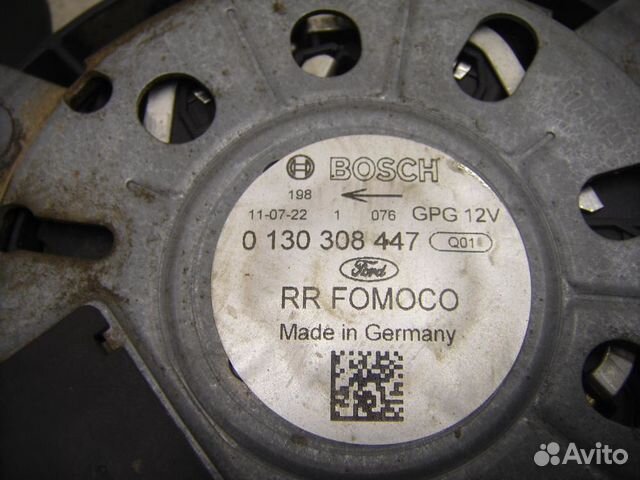 BOSCH
198
11-07-22 1 076 GPG 12V
0 130 308 447 Q01
Ford
RR FOMOCO
Made in Germany
Avito